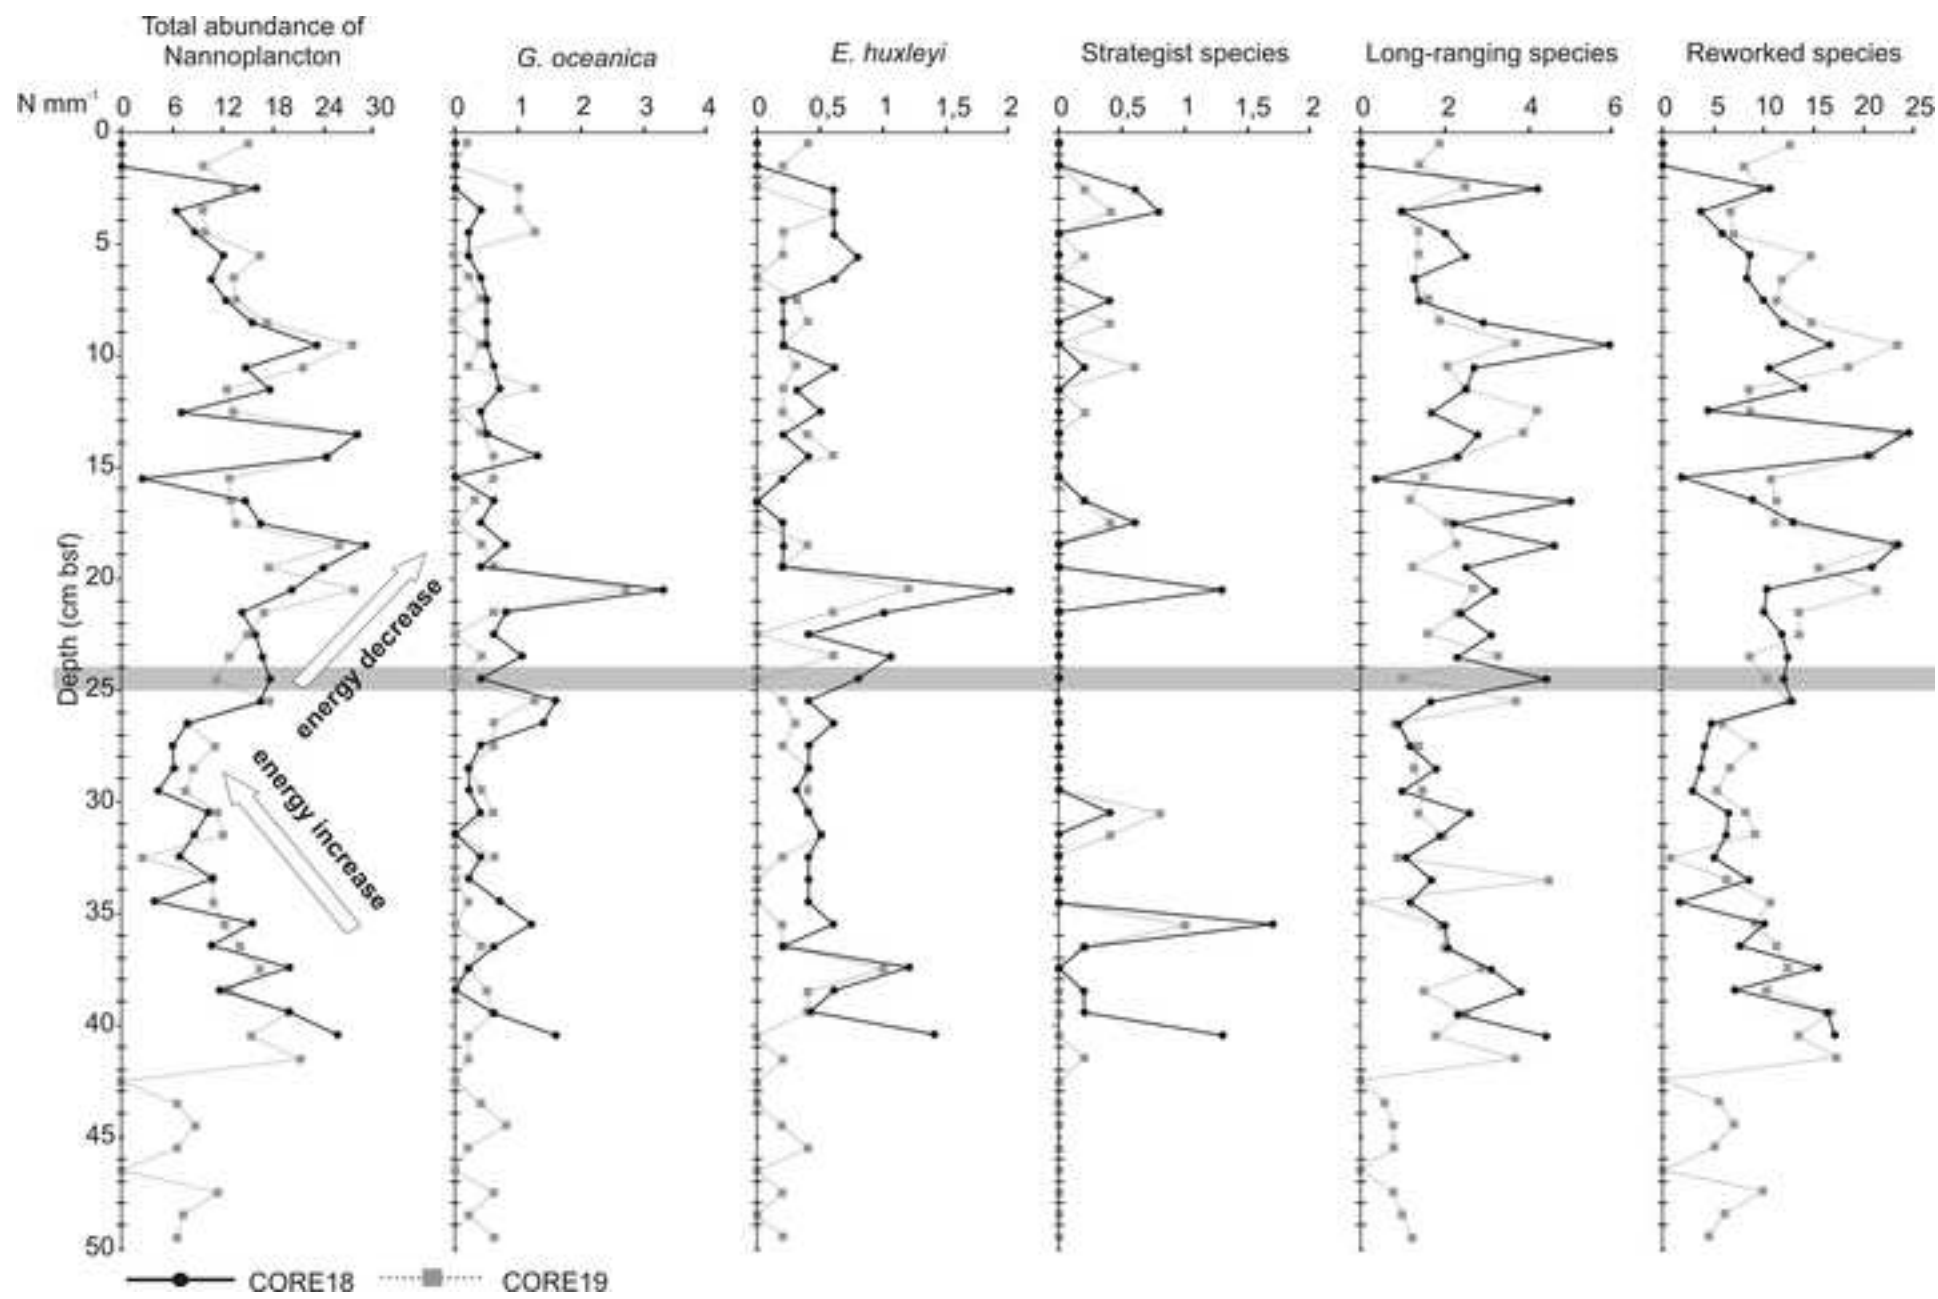 Total abundance of
Nannoplancton
G. oceanica
E. huxleyi
Strategist species
Long-ranging species
Reworked species
N mm-1 0 6 12 18 24 30
0 1 2 3 4
0 0,5 1 1,5 2
0 0,5 1 1,5 2
0 2 4 6
0 5 10 15 20 25
0
5
10
15
20
25
30
35
40
45
50
Depth (cm bsf)
energy decrease
energy increase
CORE18
CORE19